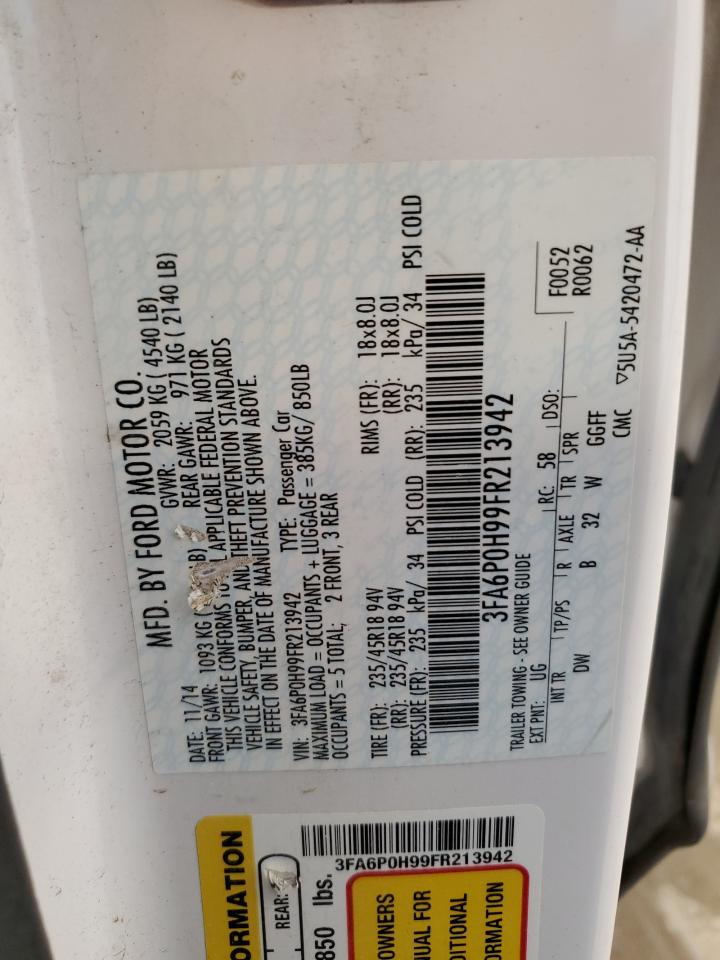 MFD. BY FORD MOTOR CO.
DATE: 11/14 GVWR: 2059 KG ( 4540 LB)
FRONT GAWR: 1093 KG ( LB) REAR GAWR: 971 KG ( 2140 LB)
THIS VEHICLE CONFORMS TO APPLICABLE FEDERAL MOTOR
VEHICLE SAFETY, BUMPER, AND THEFT PREVENTION STANDARDS
IN EFFECT ON THE DATE OF MANUFACTURE SHOWN ABOVE.
VIN: 3FA6P0H99FR213942 TYPE: Passenger Car
MAXIMUM LOAD = OCCUPANTS + LUGGAGE = 385KG/ 850LB
OCCUPANTS = 5 TOTAL; 2 FRONT, 3 REAR
TIRE (FR): 235/45R18 94V RIMS (FR): 18x8.0J
(RR): 235/45R18 94V (RR): 18x8.0J
PRESSURE (FR): 235 kPa/ 34 PSI COLD (RR): 235 kPa/ 34 PSI COLD
3FA6P0H99FR213942
TRAILER TOWING - SEE OWNER GUIDE F0052
EXT PNT: UG RC: 58 DSO: R0062
INT TR TP/PS R AXLE TR SPR
DW B 32 W GGFF
CMC ▽5U5A-5420472-AA
ORMATION
REAR:
850 lbs.
3FA6P0H99FR213942
OWNERS
NUAL FOR
DITIONAL
ORMATION